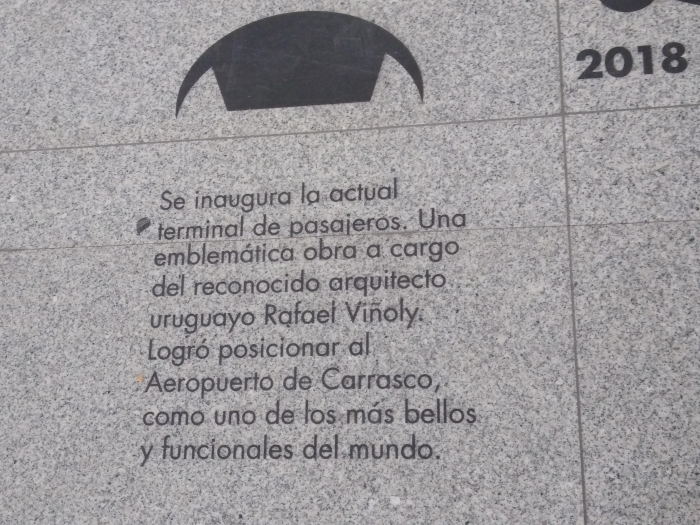 2018
Se inaugura la actual
terminal de pasajeros. Una
emblemática obra a cargo
del reconocido arquitecto
uruguayo Rafael Viñoly.
Logró posicionar al
Aeropuerto de Carrasco,
como uno de los más bellos
y funcionales del mundo.